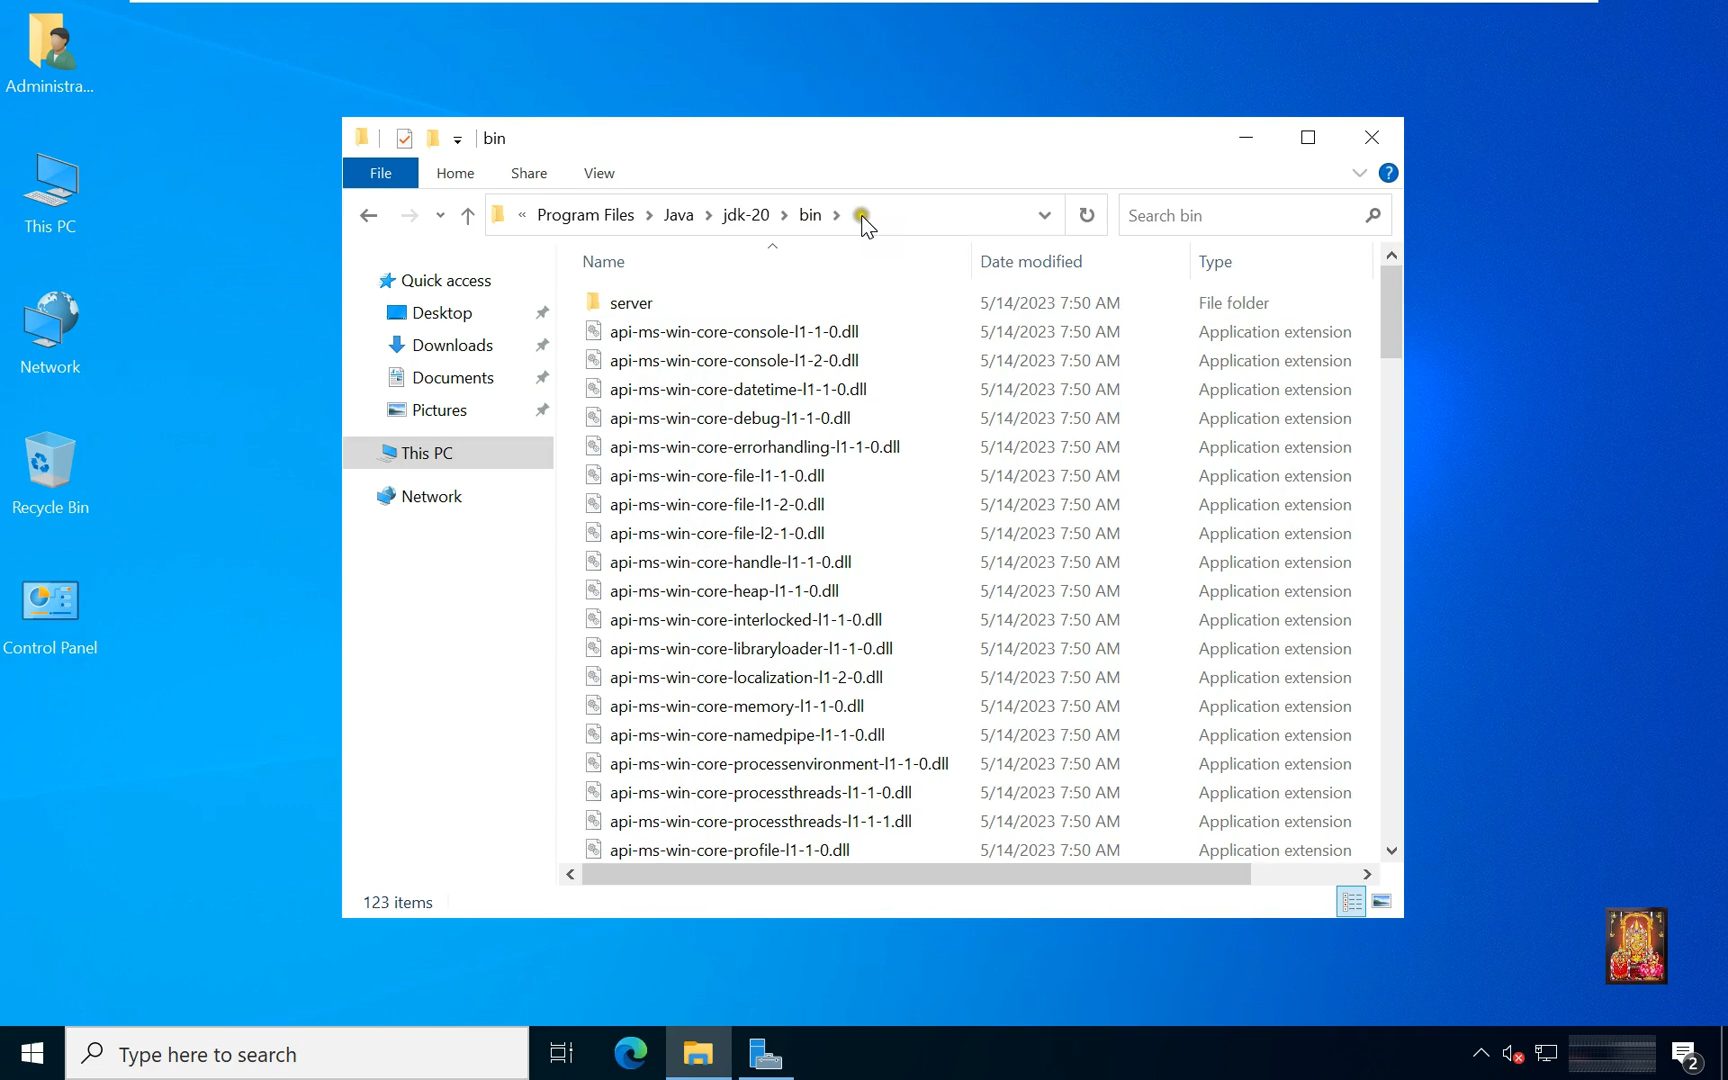 Administra...
This PC
Network
Recycle Bin
Control Panel
bin
File Home Share View
« Program Files > Java > jdk-20 > bin >
Search bin
Quick access
Desktop
Downloads
Documents
Pictures
This PC
Network
Name Date modified Type
server 5/14/2023 7:50 AM File folder
api-ms-win-core-console-l1-1-0.dll 5/14/2023 7:50 AM Application extension
api-ms-win-core-console-l1-2-0.dll 5/14/2023 7:50 AM Application extension
api-ms-win-core-datetime-l1-1-0.dll 5/14/2023 7:50 AM Application extension
api-ms-win-core-debug-l1-1-0.dll 5/14/2023 7:50 AM Application extension
api-ms-win-core-errorhandling-l1-1-0.dll 5/14/2023 7:50 AM Application extension
api-ms-win-core-file-l1-1-0.dll 5/14/2023 7:50 AM Application extension
api-ms-win-core-file-l1-2-0.dll 5/14/2023 7:50 AM Application extension
api-ms-win-core-file-l2-1-0.dll 5/14/2023 7:50 AM Application extension
api-ms-win-core-handle-l1-1-0.dll 5/14/2023 7:50 AM Application extension
api-ms-win-core-heap-l1-1-0.dll 5/14/2023 7:50 AM Application extension
api-ms-win-core-interlocked-l1-1-0.dll 5/14/2023 7:50 AM Application extension
api-ms-win-core-libraryloader-l1-1-0.dll 5/14/2023 7:50 AM Application extension
api-ms-win-core-localization-l1-2-0.dll 5/14/2023 7:50 AM Application extension
api-ms-win-core-memory-l1-1-0.dll 5/14/2023 7:50 AM Application extension
api-ms-win-core-namedpipe-l1-1-0.dll 5/14/2023 7:50 AM Application extension
api-ms-win-core-processenvironment-l1-1-0.dll 5/14/2023 7:50 AM Application extension
api-ms-win-core-processthreads-l1-1-0.dll 5/14/2023 7:50 AM Application extension
api-ms-win-core-processthreads-l1-1-1.dll 5/14/2023 7:50 AM Application extension
api-ms-win-core-profile-l1-1-0.dll 5/14/2023 7:50 AM Application extension
123 items
Type here to search
2